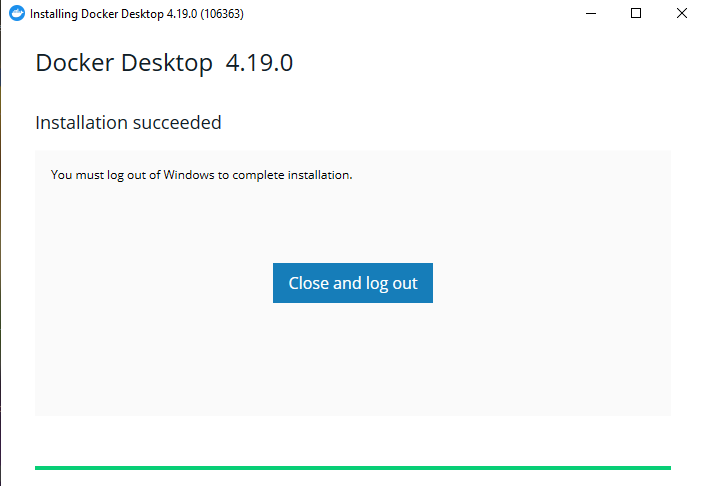 Installing Docker Desktop 4.19.0 (106363)
Docker Desktop 4.19.0
Installation succeeded
You must log out of Windows to complete installation.
Close and log out